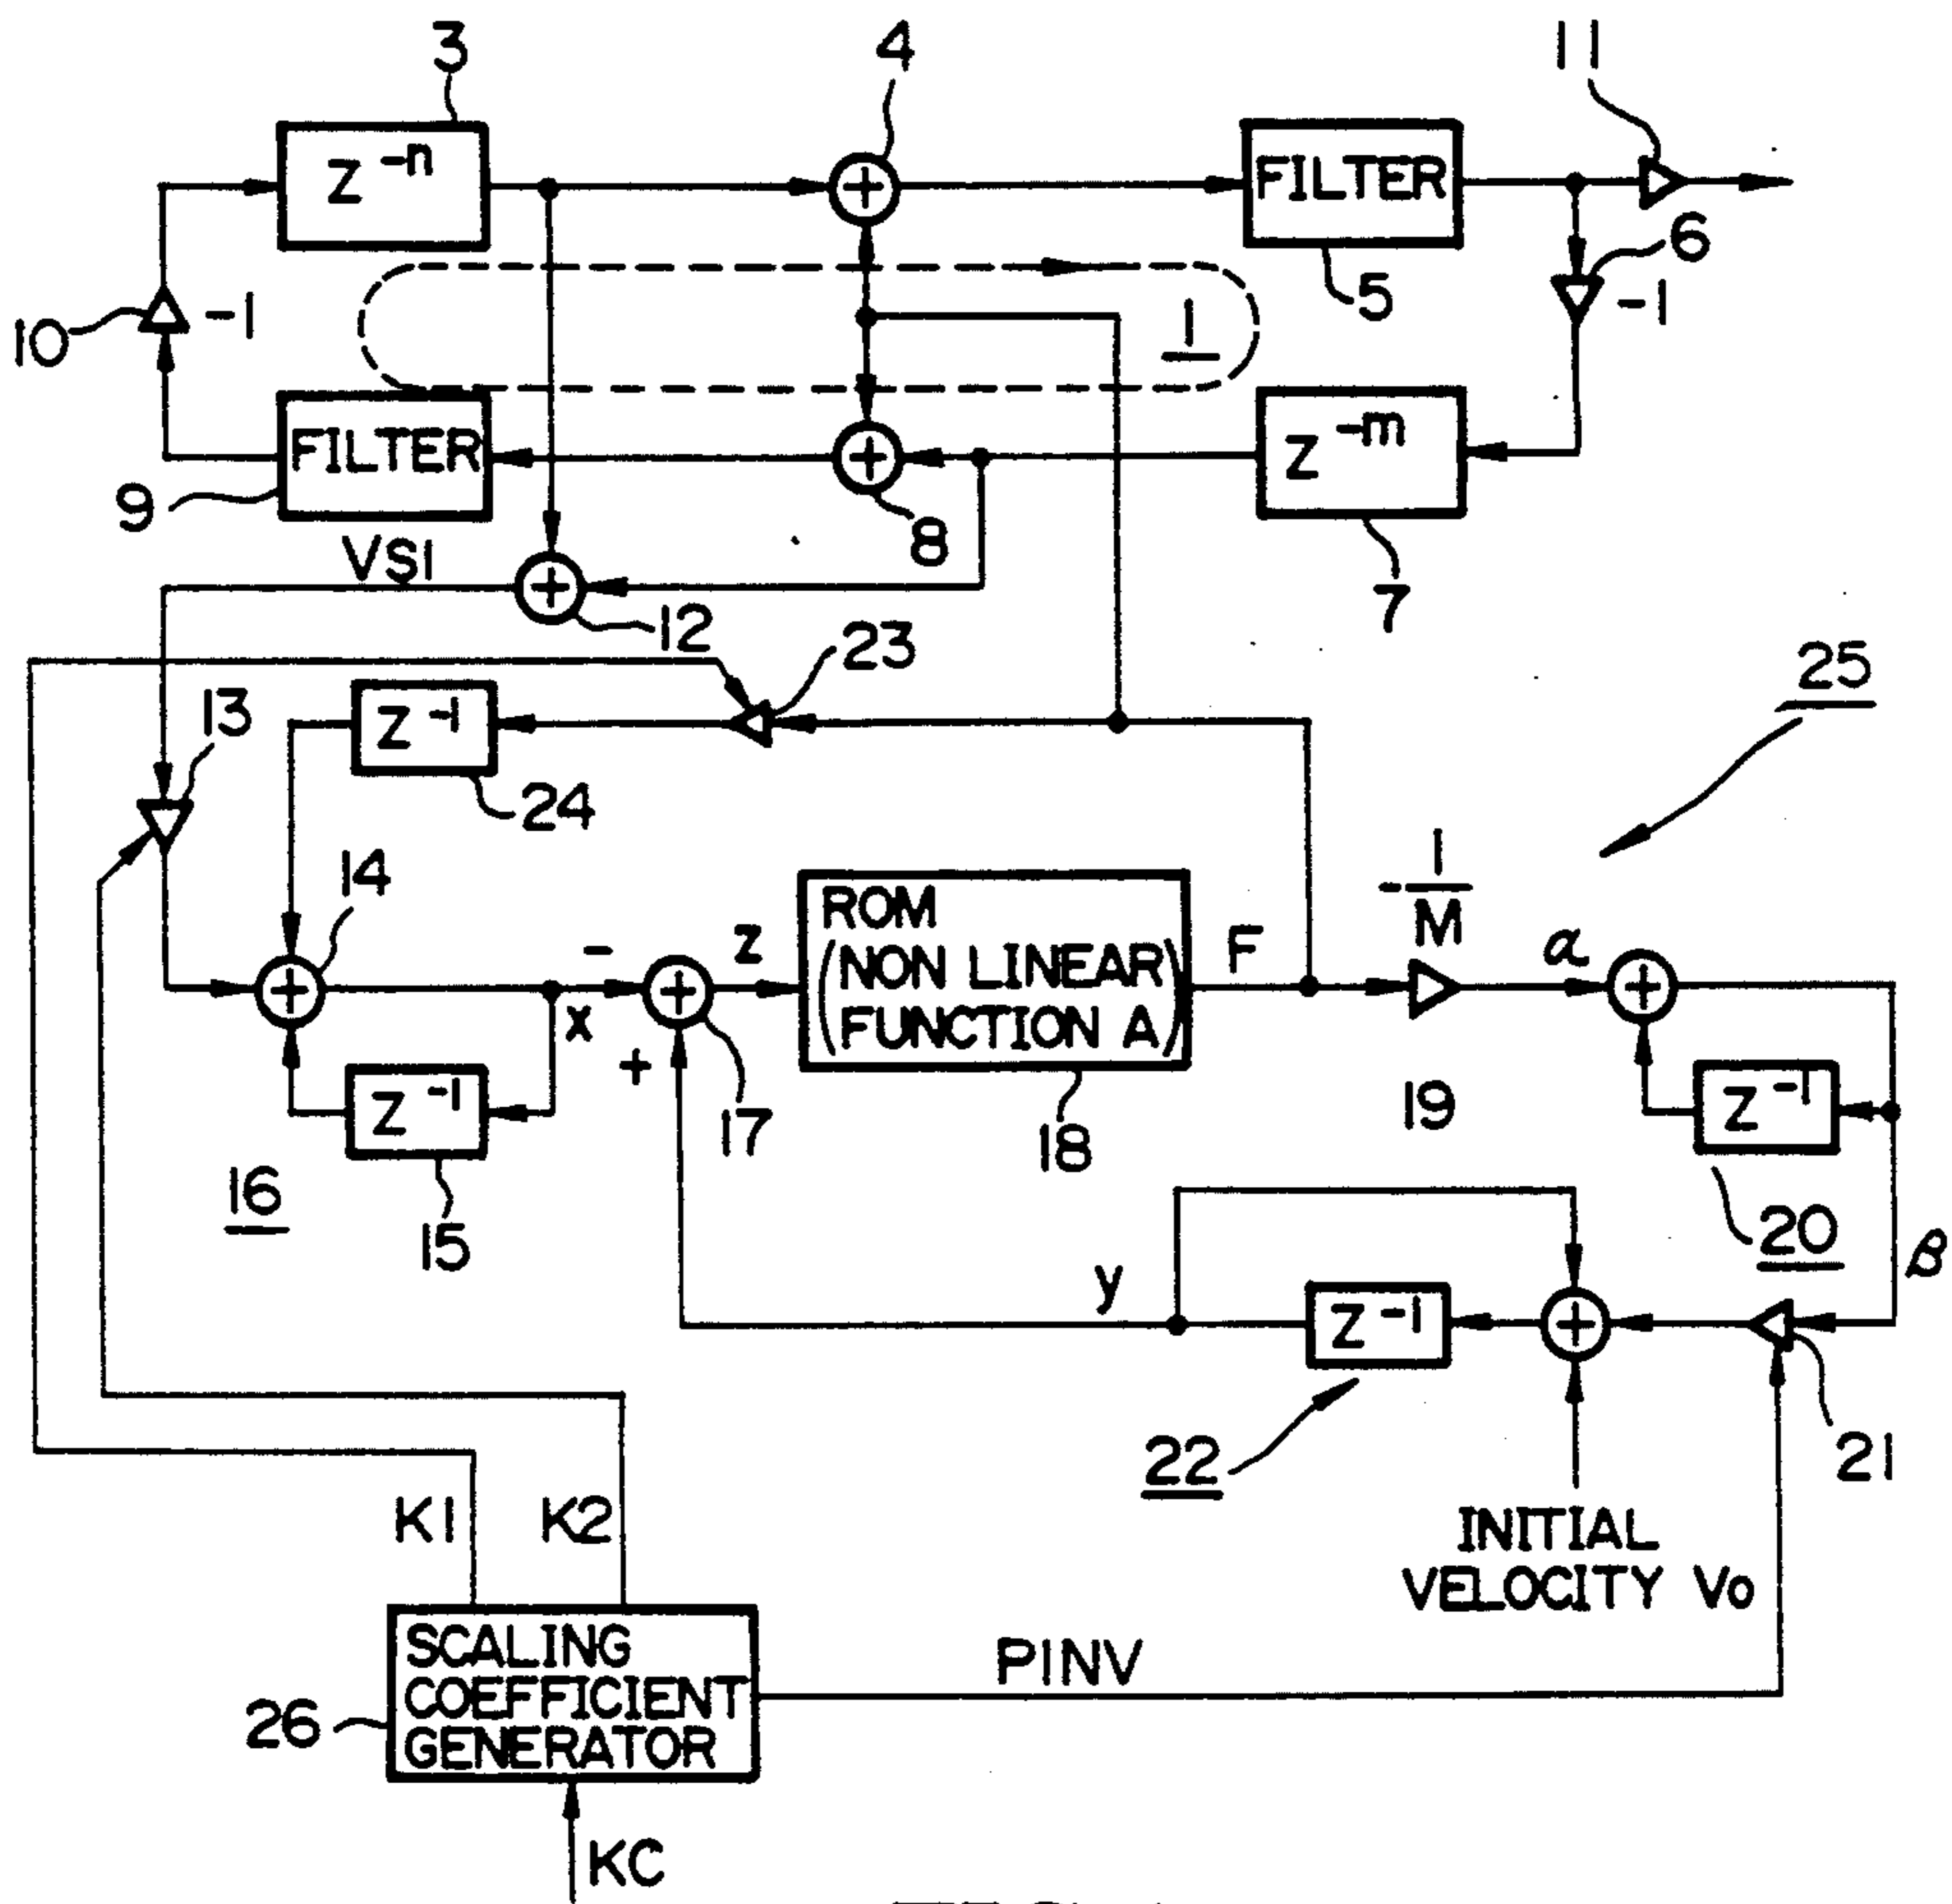 3
4
11
Z^-n
FILTER
6
5
-1
10
-1
1
FILTER
Z^-m
9
8
7
VS1
12
23
25
13
Z^-1
24
14
ROM
(NON LINEAR
FUNCTION A)
-1/M
F
α
-
z
x
+
Z^-1
17
18
19
Z^-1
16
15
20
β
y
Z^-1
22
21
K1
K2
INITIAL
VELOCITY Vo
SCALING
COEFFICIENT
GENERATOR
PINV
26
KC